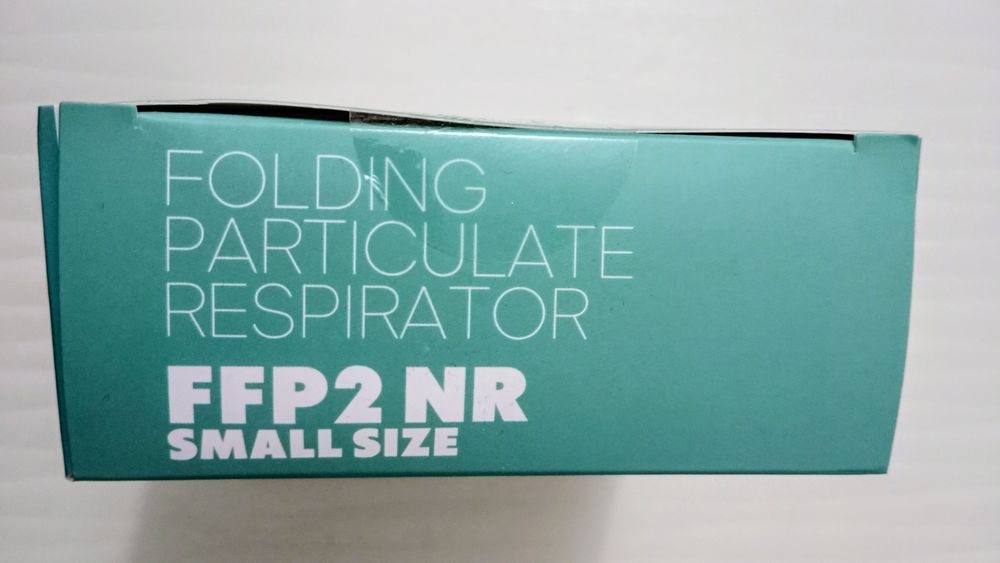 FOLDING
PARTICULATE
RESPIRATOR
FFP2 NR
SMALL SIZE